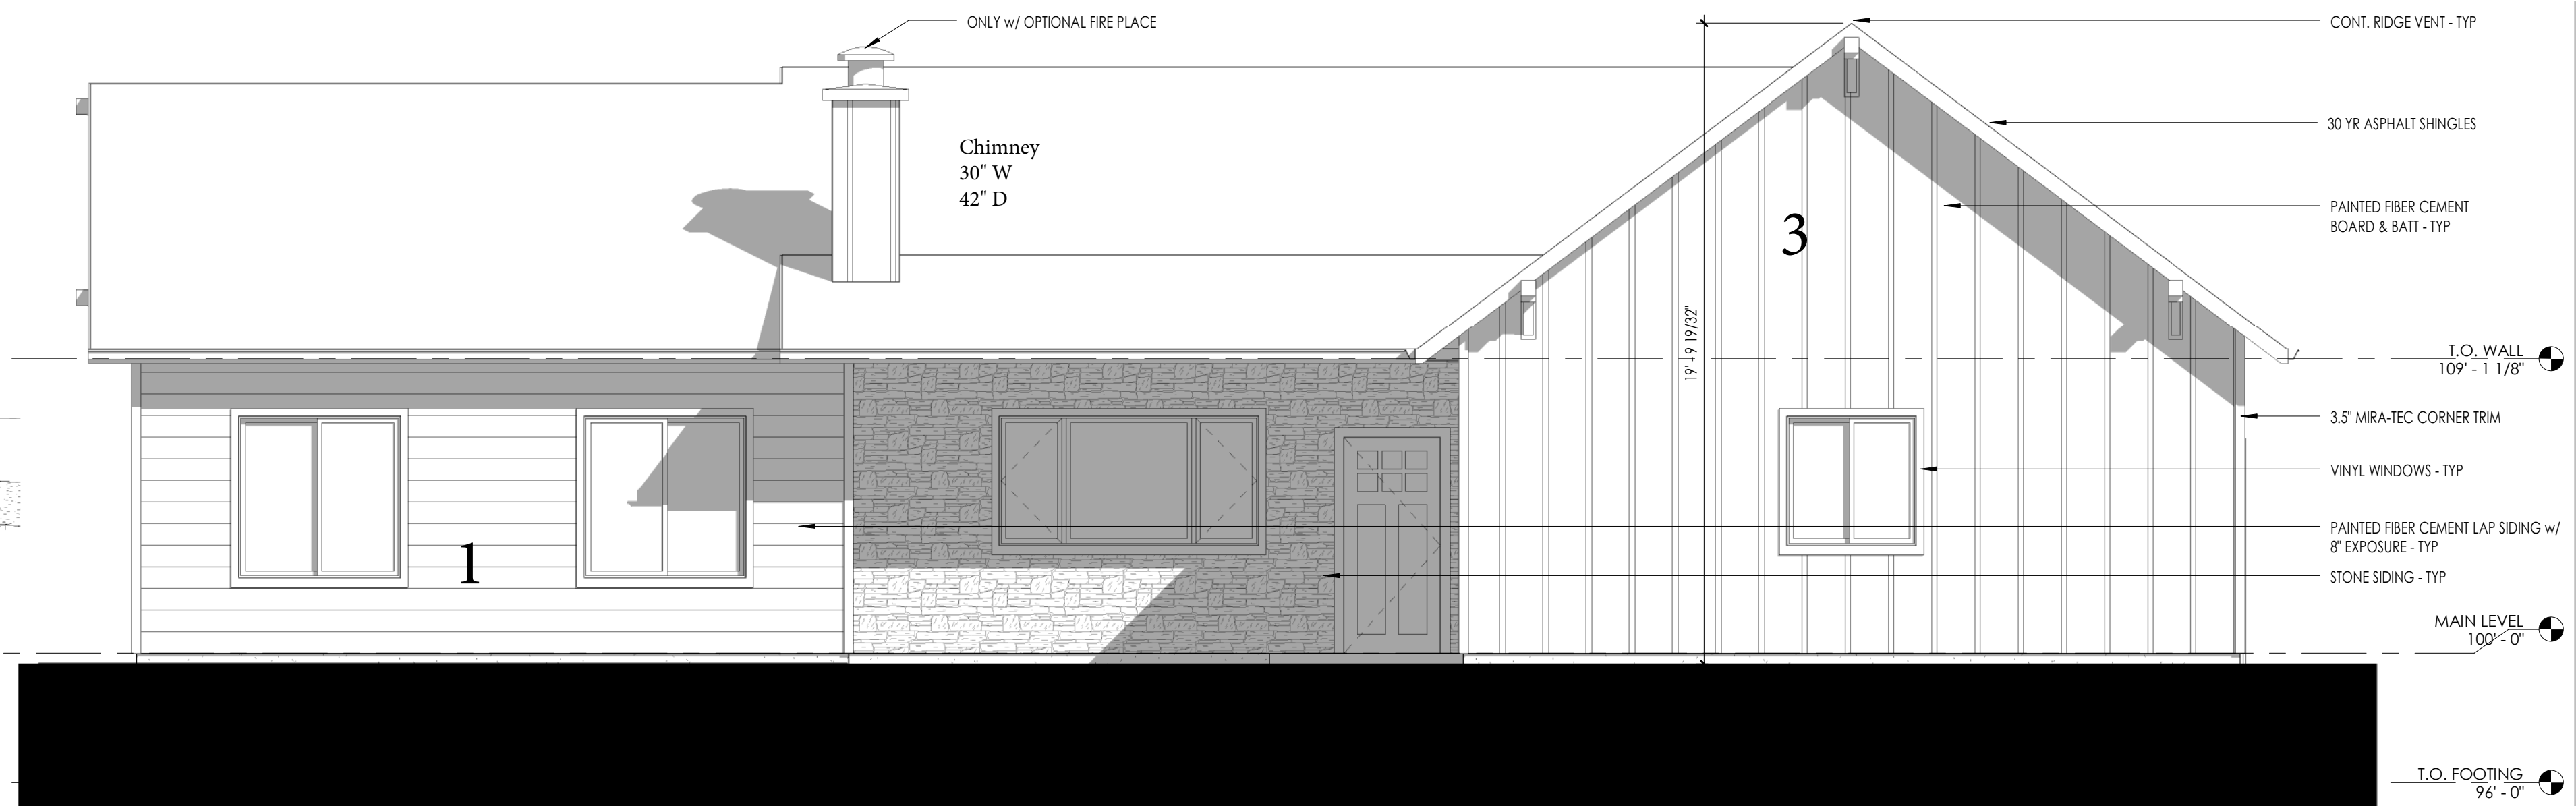 ONLY w/ OPTIONAL FIRE PLACE
CONT. RIDGE VENT - TYP
30 YR ASPHALT SHINGLES
Chimney
30" W
42" D
PAINTED FIBER CEMENT
BOARD & BATT - TYP
3
19' - 9 19/32"
T.O. WALL
109' - 1 1/8"
3.5" MIRA-TEC CORNER TRIM
VINYL WINDOWS - TYP
PAINTED FIBER CEMENT LAP SIDING w/
8" EXPOSURE - TYP
1
STONE SIDING - TYP
MAIN LEVEL
100' - 0"
T.O. FOOTING
96' - 0"